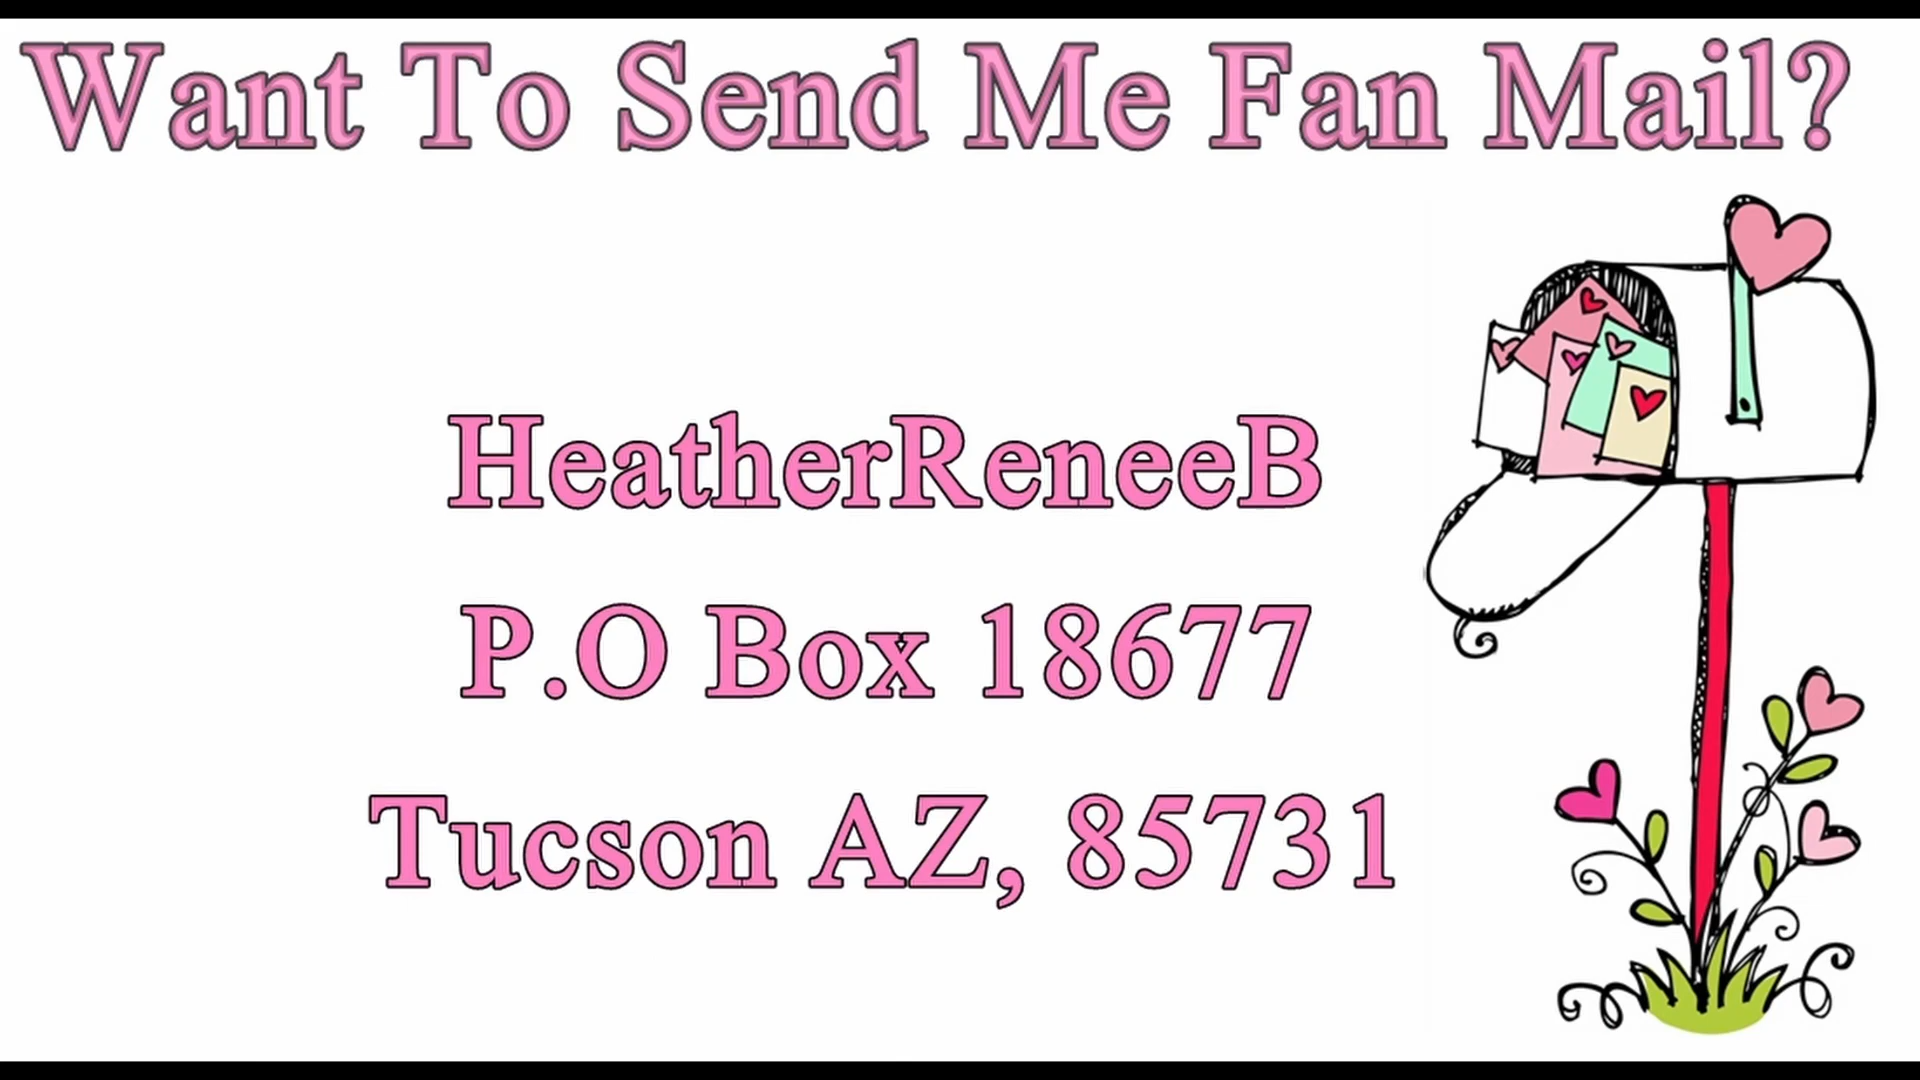 Want To Send Me Fan Mail?
HeatherReneeB
P.O Box 18677
Tucson AZ, 85731